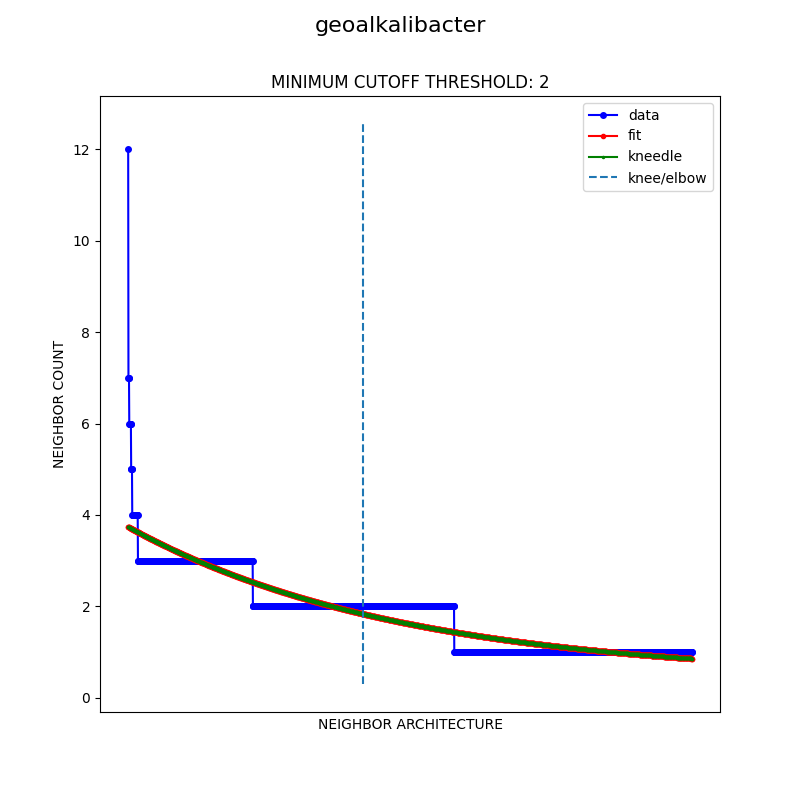 geoalkalibacter
MINIMUM CUTOFF THRESHOLD: 2
data
fit
kneedle
knee/elbow
12
10
8
6
4
2
0
NEIGHBOR COUNT
NEIGHBOR ARCHITECTURE